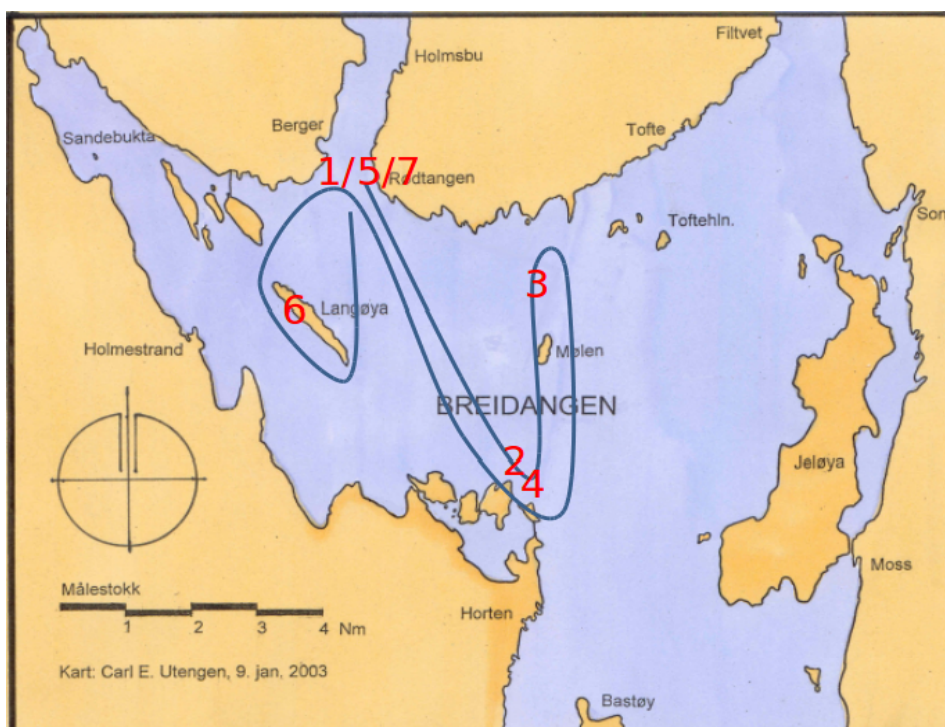 Filtvet
Holmsbu
Berger
Tofte
Sandebukta
1/5/7
Rødtangen
Toftehln.
Son
3
6
Langøya
Holmestrand
Mølen
BREIDANGEN
2
4
Jeløya
Moss
Målestokk
Horten
1 2 3 4 Nm
Kart: Carl E. Utengen, 9. jan. 2003
Bastøy